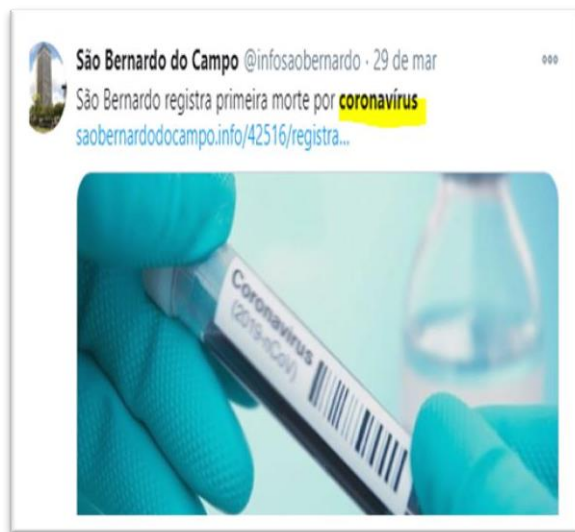 São Bernardo do Campo @infosaobernardo · 29 de mar
São Bernardo registra primeira morte por coronavírus
saobernardodocampo.info/42516/registra...
Coronavirus
(2019-nCoV)